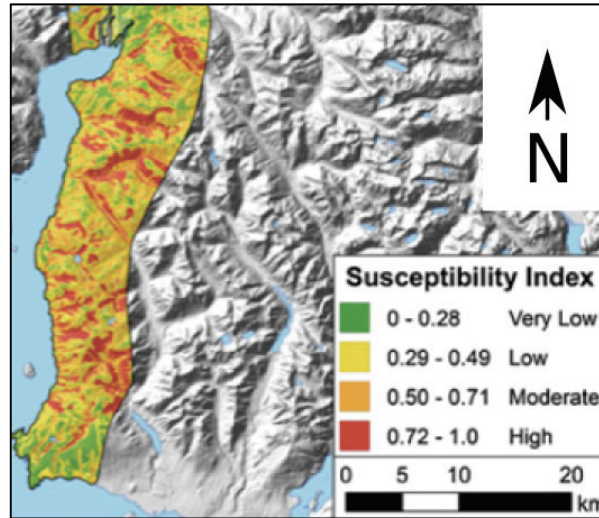 N
Susceptibility Index
0 - 0.28 Very Low
0.29 - 0.49 Low
0.50 - 0.71 Moderate
0.72 - 1.0 High
0 5 10 20
km